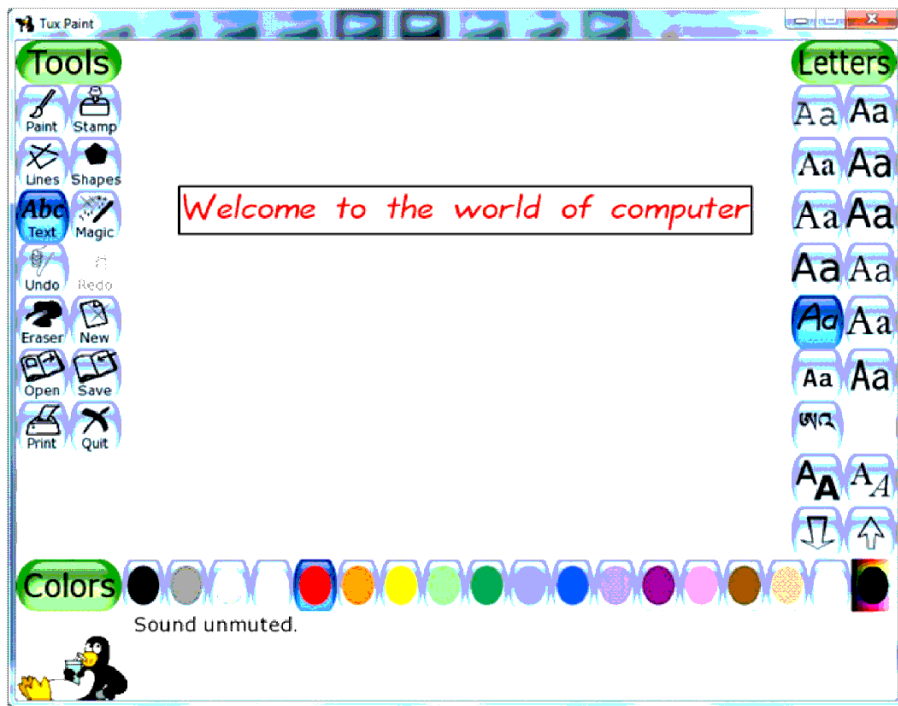 Tux Paint
Tools
Letters
Paint Stamp
Aa Aa
Lines Shapes
Aa Aa
Abc
Text Magic
Welcome to the world of computer
Aa Aa
Undo Redo
Aa Aa
Eraser New
Aa Aa
Open Save
Aa Aa
Print Quit
AA AA
Colors
Sound unmuted.